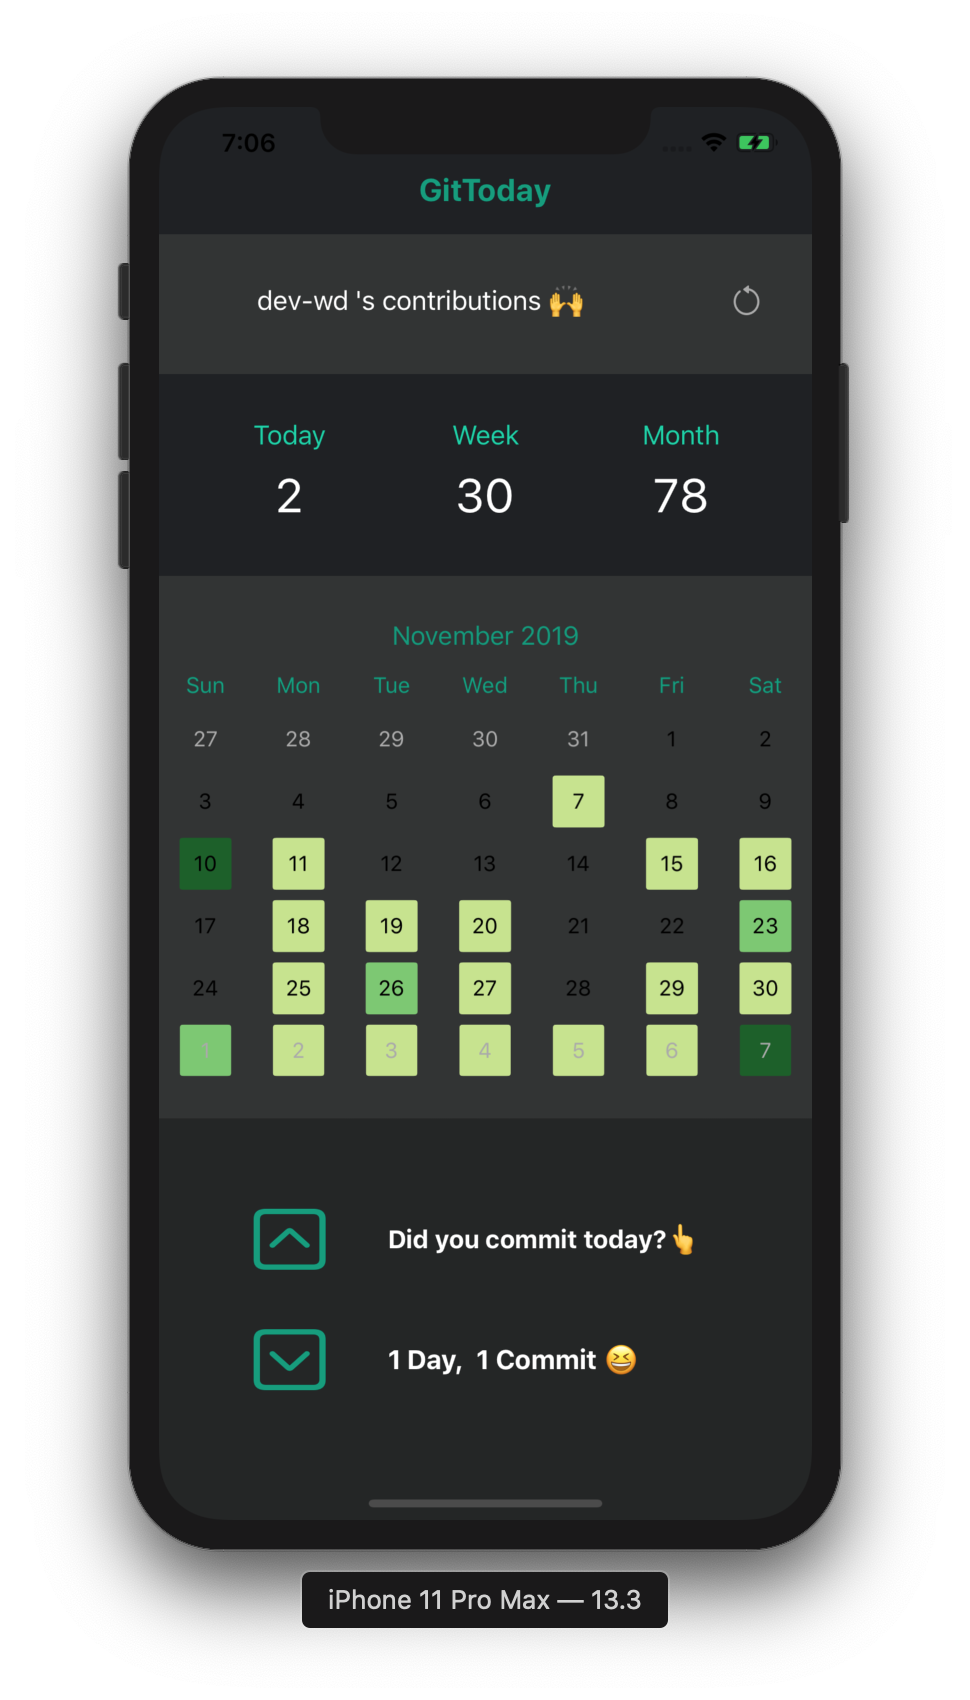 7:06
GitToday
dev-wd 's contributions 🙌
Today Week Month
2 30 78
November 2019
Sun Mon Tue Wed Thu Fri Sat
27 28 29 30 31 1 2
3 4 5 6 7 8 9
10 11 12 13 14 15 16
17 18 19 20 21 22 23
24 25 26 27 28 29 30
1 2 3 4 5 6 7
Did you commit today?👆
1 Day, 1 Commit 😆
iPhone 11 Pro Max — 13.3